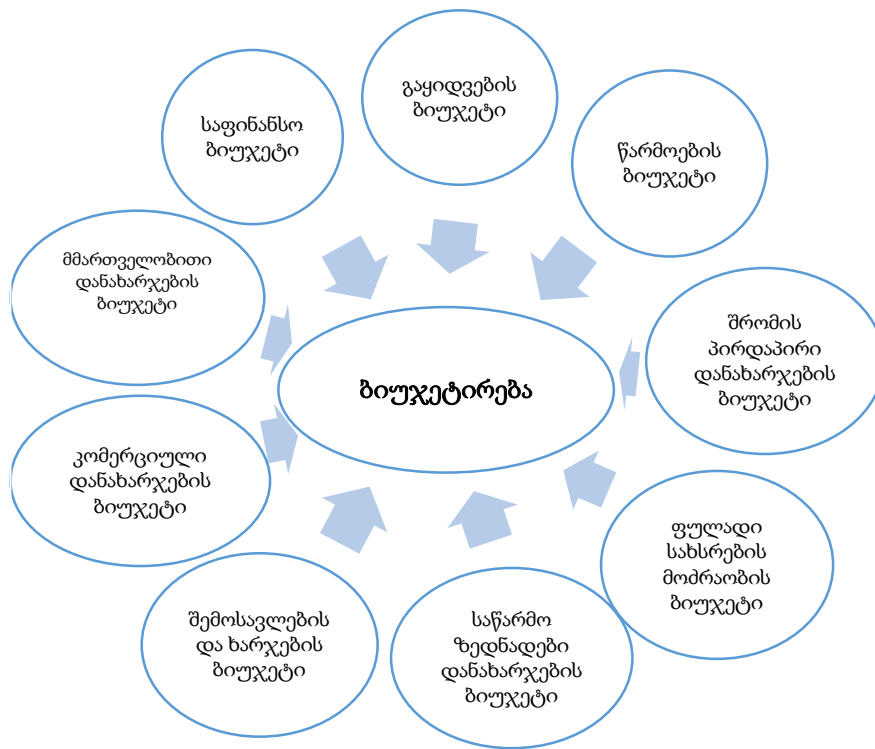 გაყიდვების
ბიუჯეტი
საფინანსო
ბიუჯეტი
წარმოების
ბიუჯეტი
მმართველობითი
დანახარჯების
ბიუჯეტი
შრომის
პირდაპირი
დანახარჯების
ბიუჯეტი
ბიუჯეტირება
კომერციული
დანახარჯების
ბიუჯეტი
ფულადი
სახსრების
მოძრაობის
ბიუჯეტი
შემოსავლების
და ხარჯების
ბიუჯეტი
საწარმო
ზედნადები
დანახარჯების
ბიუჯეტი